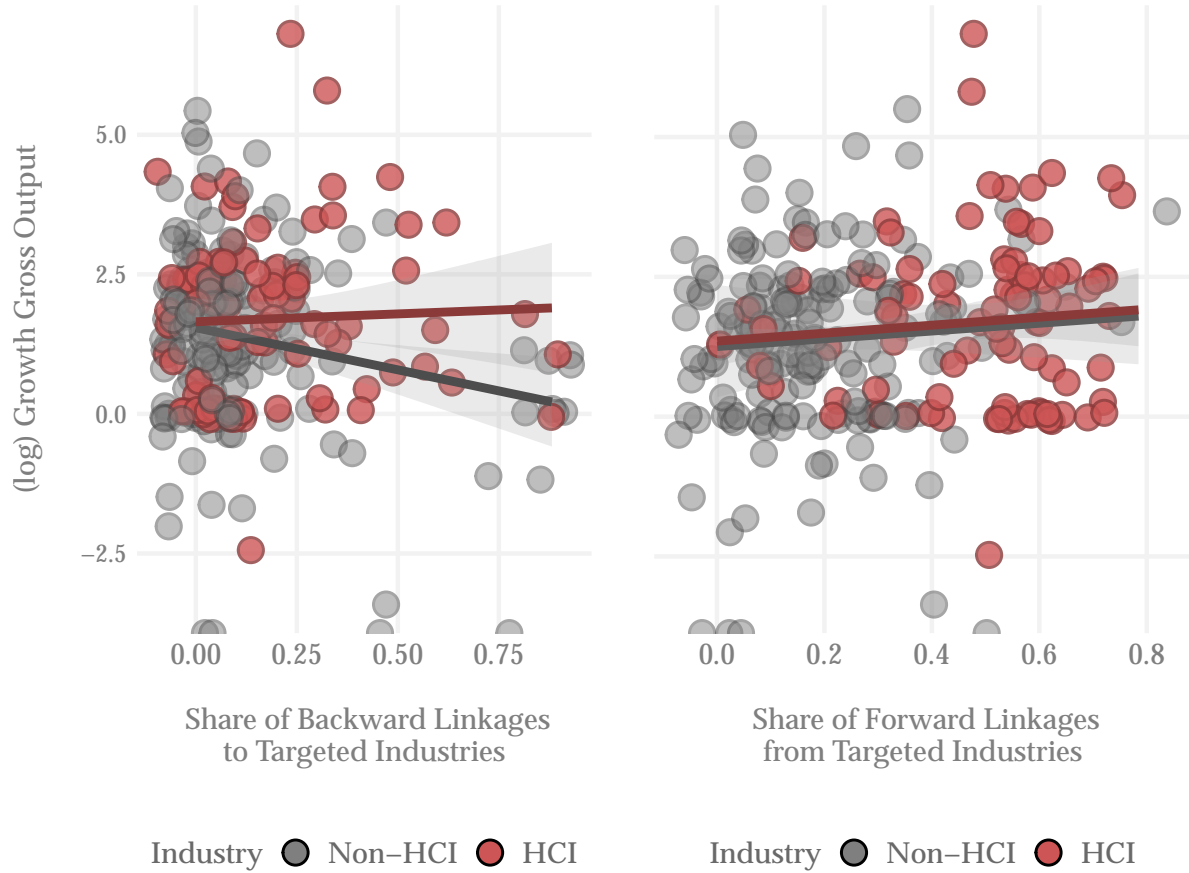 (log) Growth Gross Output
5.0
2.5
0.0
−2.5
0.00 0.25 0.50 0.75
0.0 0.2 0.4 0.6 0.8
Share of Backward Linkages
to Targeted Industries
Share of Forward Linkages
from Targeted Industries
Industry Non−HCI HCI
Industry Non−HCI HCI